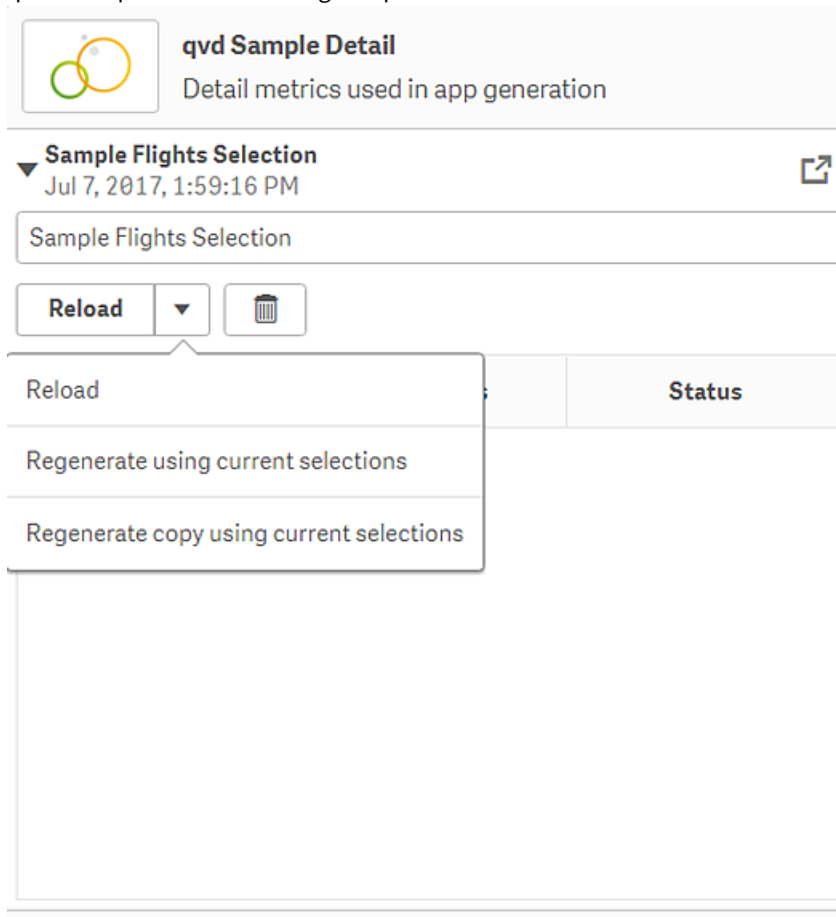 qvd Sample Detail
Detail metrics used in app generation
Sample Flights Selection
Jul 7, 2017, 1:59:16 PM
Sample Flights Selection
Reload
Reload
Status
Regenerate using current selections
Regenerate copy using current selections